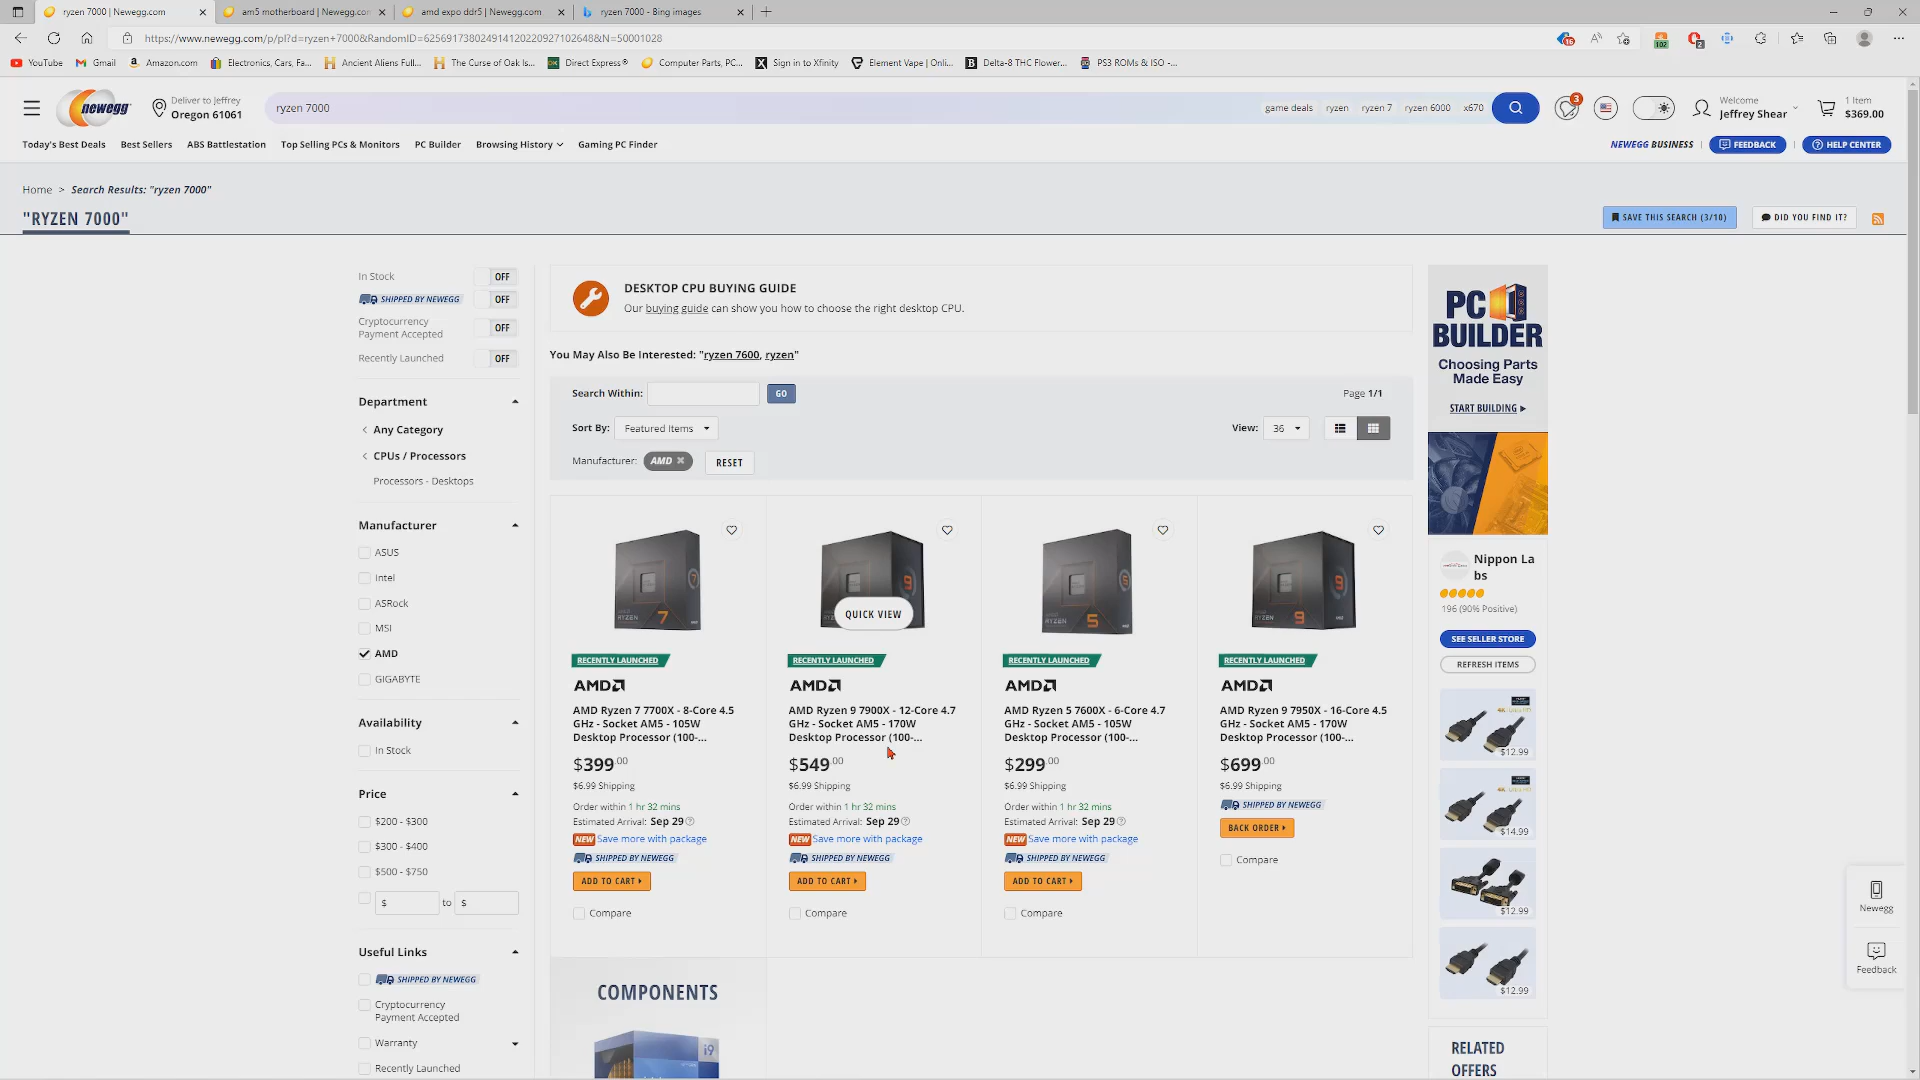 ryzen 7000 | Newegg.com
am5 motherboard | Newegg.co
amd expo ddr5 | Newegg.com
ryzen 7000 - Bing images
https://www.newegg.com/p/pl?d=ryzen+7000&RandomID=62569173802491412022092710264 8&N=50001028
YouTube
Gmail
Amazon.com
Electronics, Cars, Fa...
Ancient Aliens Full...
The Curse of Oak Is...
Direct Express®
Computer Parts, PC...
Sign in to Xfinity
Element Vape | Onli...
Delta-8 THC Flower...
PS3 ROMs & ISO -...
newegg
Deliver to Jeffrey
Oregon 61061
ryzen 7000
game deals
ryzen
ryzen 7
ryzen 6000
x670
3
Welcome
Jeffrey Shear
1 Item
$369.00
Today's Best Deals
Best Sellers
ABS Battlestation
Top Selling PCs & Monitors
PC Builder
Browsing History
Gaming PC Finder
NEWEGG BUSINESS
FEEDBACK
HELP CENTER
Home > Search Results: "ryzen 7000"
"RYZEN 7000"
SAVE THIS SEARCH (3/10)
DID YOU FIND IT?
In Stock
OFF
SHIPPED BY NEWEGG
OFF
Cryptocurrency
Payment Accepted
OFF
Recently Launched
OFF
Department
Any Category
CPUs / Processors
Processors - Desktops
Manufacturer
ASUS
Intel
ASRock
MSI
AMD
GIGABYTE
Availability
In Stock
Price
$200 - $300
$300 - $400
$500 - $750
$ to $
Useful Links
SHIPPED BY NEWEGG
Cryptocurrency
Payment Accepted
Warranty
Recently Launched
DESKTOP CPU BUYING GUIDE
Our buying guide can show you how to choose the right desktop CPU.
You May Also Be Interested: "ryzen 7600, ryzen"
Search Within:
GO
Page 1/1
Sort By:
Featured Items
View:
36
Manufacturer:
AMD
RESET
RYZEN 7
RECENTLY LAUNCHED
AMD
AMD Ryzen 7 7700X - 8-Core 4.5
GHz - Socket AM5 - 105W
Desktop Processor (100-...
$399.00
$6.99 Shipping
Order within 1 hr 32 mins
Estimated Arrival: Sep 29
NEW Save more with package
SHIPPED BY NEWEGG
ADD TO CART
Compare
QUICK VIEW
RECENTLY LAUNCHED
AMD
AMD Ryzen 9 7900X - 12-Core 4.7
GHz - Socket AM5 - 170W
Desktop Processor (100-...
$549.00
$6.99 Shipping
Order within 1 hr 32 mins
Estimated Arrival: Sep 29
NEW Save more with package
SHIPPED BY NEWEGG
ADD TO CART
Compare
RYZEN 5
RECENTLY LAUNCHED
AMD
AMD Ryzen 5 7600X - 6-Core 4.7
GHz - Socket AM5 - 105W
Desktop Processor (100-...
$299.00
$6.99 Shipping
Order within 1 hr 32 mins
Estimated Arrival: Sep 29
NEW Save more with package
SHIPPED BY NEWEGG
ADD TO CART
Compare
RYZEN 9
RECENTLY LAUNCHED
AMD
AMD Ryzen 9 7950X - 16-Core 4.5
GHz - Socket AM5 - 170W
Desktop Processor (100-...
$699.00
$6.99 Shipping
SHIPPED BY NEWEGG
BACK ORDER
Compare
COMPONENTS
i9
PC
BUILDER
Choosing Parts
Made Easy
START BUILDING
Nippon La
bs
196 (90% Positive)
SEE SELLER STORE
REFRESH ITEMS
$12.99
$14.99
$12.99
$12.99
RELATED
OFFERS
Newegg
Feedback